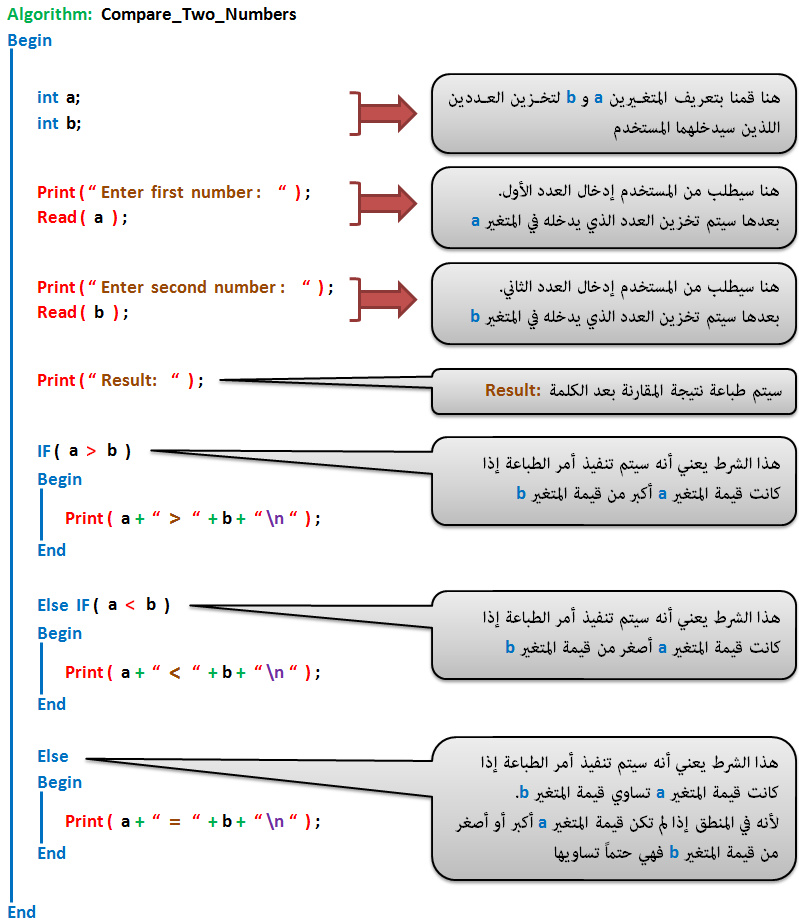 Algorithm: Compare_Two_Numbers
Begin
int a;
int b;
هنا قمنا بتعريف المتغيرين a و b لتخزين العددين
اللذين سيدخلهما المستخدم
Print(“ Enter first number: “ );
Read( a );
هنا سيطلب من المستخدم إدخال العدد الأول.
بعدها سيتم تخزين العدد الذي يدخله في المتغير a
Print(“ Enter second number: “ );
Read( b );
هنا سيطلب من المستخدم إدخال العدد الثاني.
بعدها سيتم تخزين العدد الذي يدخله في المتغير b
Print(“ Result: “ );
سيتم طباعة نتيجة المقارنة بعد الكلمة Result:
IF( a > b )
Begin
Print( a+ “ > “ +b+ “\n“ );
End
هذا الشرط يعني أنه سيتم تنفيذ أمر الطباعة إذا
كانت قيمة المتغير a أكبر من قيمة المتغير b
Else IF( a < b )
Begin
Print( a+ “ < “ +b+ “\n“ );
End
هذا الشرط يعني أنه سيتم تنفيذ أمر الطباعة إذا
كانت قيمة المتغير a أصغر من قيمة المتغير b
Else
Begin
Print( a+ “ = “ +b+ “\n“ );
End
هذا الشرط يعني أنه سيتم تنفيذ أمر الطباعة إذا
كانت قيمة المتغير a تساوي قيمة المتغير b.
لأنه في المنطق إذا لم تكن قيمة المتغير a أكبر أو أصغر
من قيمة المتغير b فهي حتماً تساويها
End